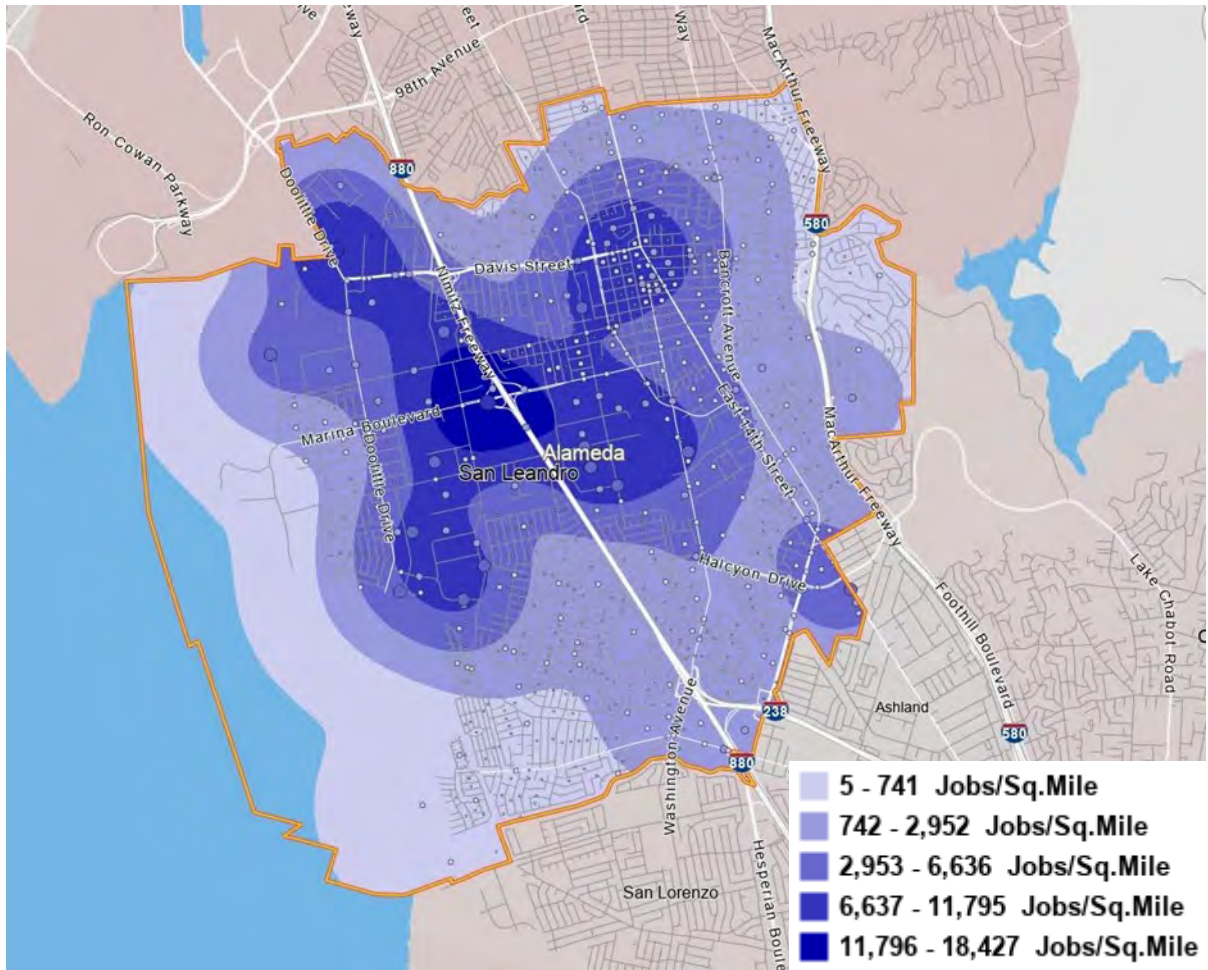 Freeway
98th Avenue
Way
MacArthur Freeway
Ron Cowan Parkway
880
Doolittle Drive
580
Davis Street
Nimitz Freeway
Bancroft Avenue
Marina Boulevard
Doolittle Drive
Alameda
San Leandro
East 14th Street
MacArthur Freeway
Halcyon Drive
Foothill Boulevard
Lake Chabot Road
Washington Avenue
238
Ashland
580
880
Hesperian Boule
San Lorenzo
5 - 741 Jobs/Sq.Mile
742 - 2,952 Jobs/Sq.Mile
2,953 - 6,636 Jobs/Sq.Mile
6,637 - 11,795 Jobs/Sq.Mile
11,796 - 18,427 Jobs/Sq.Mile